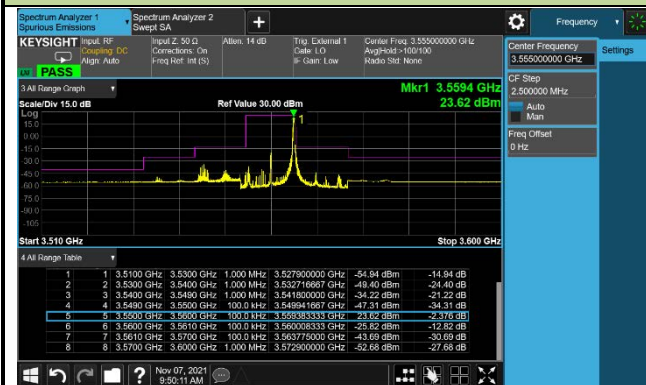 Spectrum Analyzer 1
Spurious Emissions
Spectrum Analyzer 2
Swept SA
+
Frequency
KEYSIGHT
Input: RF
Coupling: DC
Align: Auto
Input Z: 50 Ω
Corrections: On
Freq Ref: Int (S)
Atten: 14 dB
Trig: External 1
Gate: LO
IF Gain: Low
Center Freq: 3.555000000 GHz
Avg|Hold:>100/100
Radio Std: None
PASS
3 All Range Graph
Mkr1 3.5594 GHz
Scale/Div 15.0 dB
Ref Value 30.00 dBm
23.62 dBm
Log
15.0
0.00
-15.0
-30.0
-45.0
-60.0
-75.0
-90.0
-105
1
Start 3.510 GHz
Stop 3.600 GHz
4 All Range Table
1 1 3.5100 GHz 3.5300 GHz 1.000 MHz 3.527900000 GHz -54.94 dBm -14.94 dB
2 2 3.5300 GHz 3.5400 GHz 1.000 MHz 3.532716667 GHz -49.40 dBm -24.40 dB
3 3 3.5400 GHz 3.5490 GHz 1.000 MHz 3.541800000 GHz -34.22 dBm -21.22 dB
4 4 3.5490 GHz 3.5500 GHz 100.0 kHz 3.549941667 GHz -47.31 dBm -34.31 dB
5 5 3.5500 GHz 3.5600 GHz 100.0 kHz 3.559383333 GHz 23.62 dBm -2.376 dB
6 6 3.5600 GHz 3.5610 GHz 100.0 kHz 3.560008333 GHz -25.82 dBm -12.82 dB
7 7 3.5610 GHz 3.5700 GHz 100.0 kHz 3.563775000 GHz -43.69 dBm -30.69 dB
8 8 3.5700 GHz 3.6000 GHz 1.000 MHz 3.572900000 GHz -52.68 dBm -27.68 dB
Center Frequency
3.555000000 GHz
Settings
CF Step
2.500000 MHz
Auto
Man
Freq Offset
0 Hz
?
Nov 07, 2021
9:50:11 AM